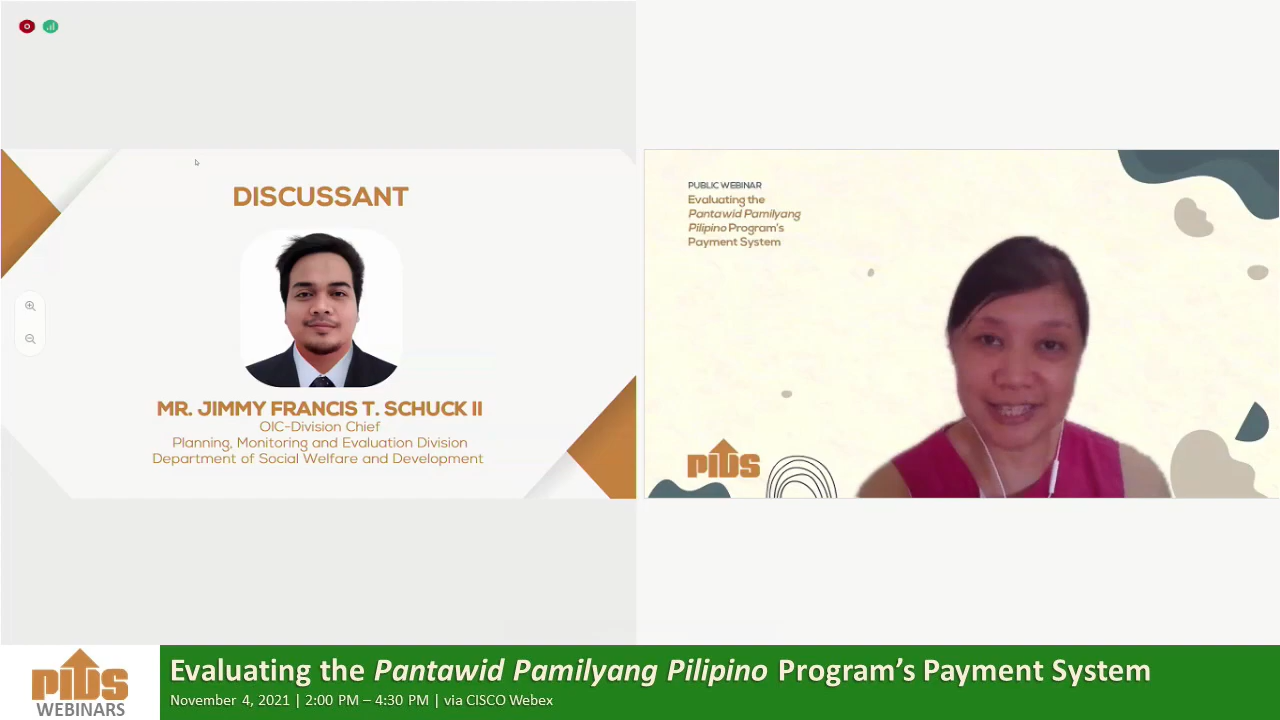 DISCUSSANT
MR. JIMMY FRANCIS T. SCHUCK II
OIC-Division Chief
Planning, Monitoring and Evaluation Division
Department of Social Welfare and Development
PUBLIC WEBINAR
Evaluating the
Pantawid Pamilyang
Pilipino Program's
Payment System
PIDS
PIDS
WEBINARS
Evaluating the Pantawid Pamilyang Pilipino Program's Payment System
November 4, 2021 | 2:00 PM – 4:30 PM | via CISCO Webex